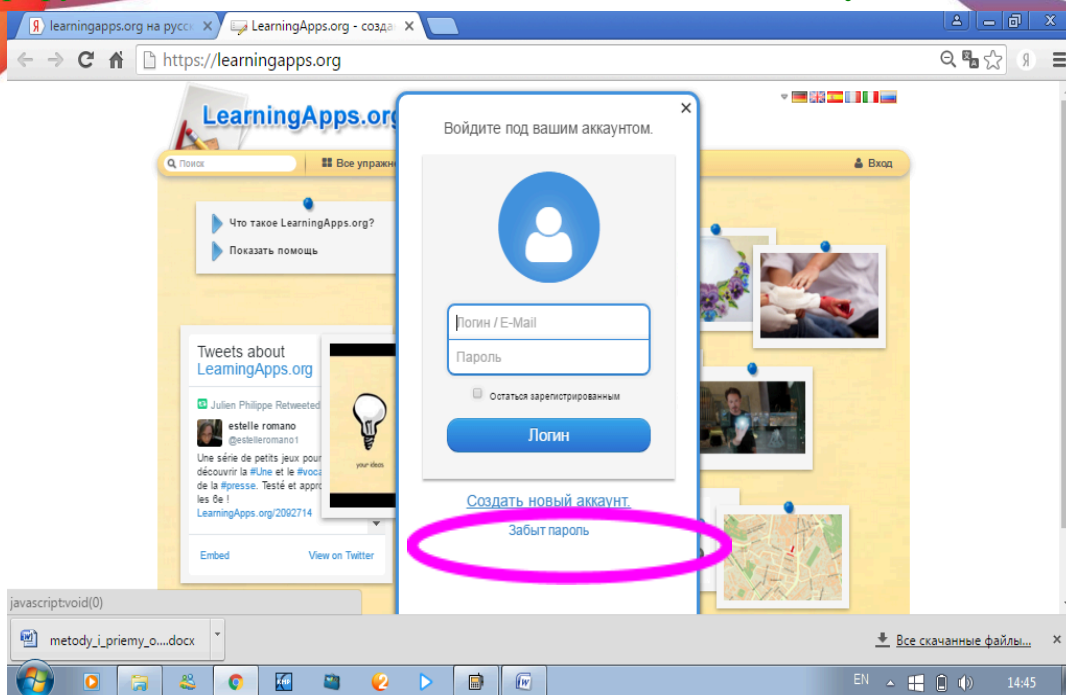 learningapps.org на русск
LearningApps.org - созда
https://learningapps.org
LearningApps.org
Войдите под вашим аккаунтом.
Поиск
Все упражн
Вход
Что такое LearningApps.org?
Показать помощь
Логин / E-Mail
Пароль
Остаться зарегистрированным
Логин
Создать новый аккаунт.
Забыт пароль
Tweets about
LearningApps.org
Julien Philippe Retweeted
estelle romano
@estelleromano1
Une série de petits jeux pour
découvrir la #Une et le #voca
de la #presse. Testé et appro
les 6e !
LearningApps.org/2092714
Embed
View on Twitter
your ideas
javascript:void(0)
metody_i_priemy_o....docx
Все скачанные файлы...
EN
14:45